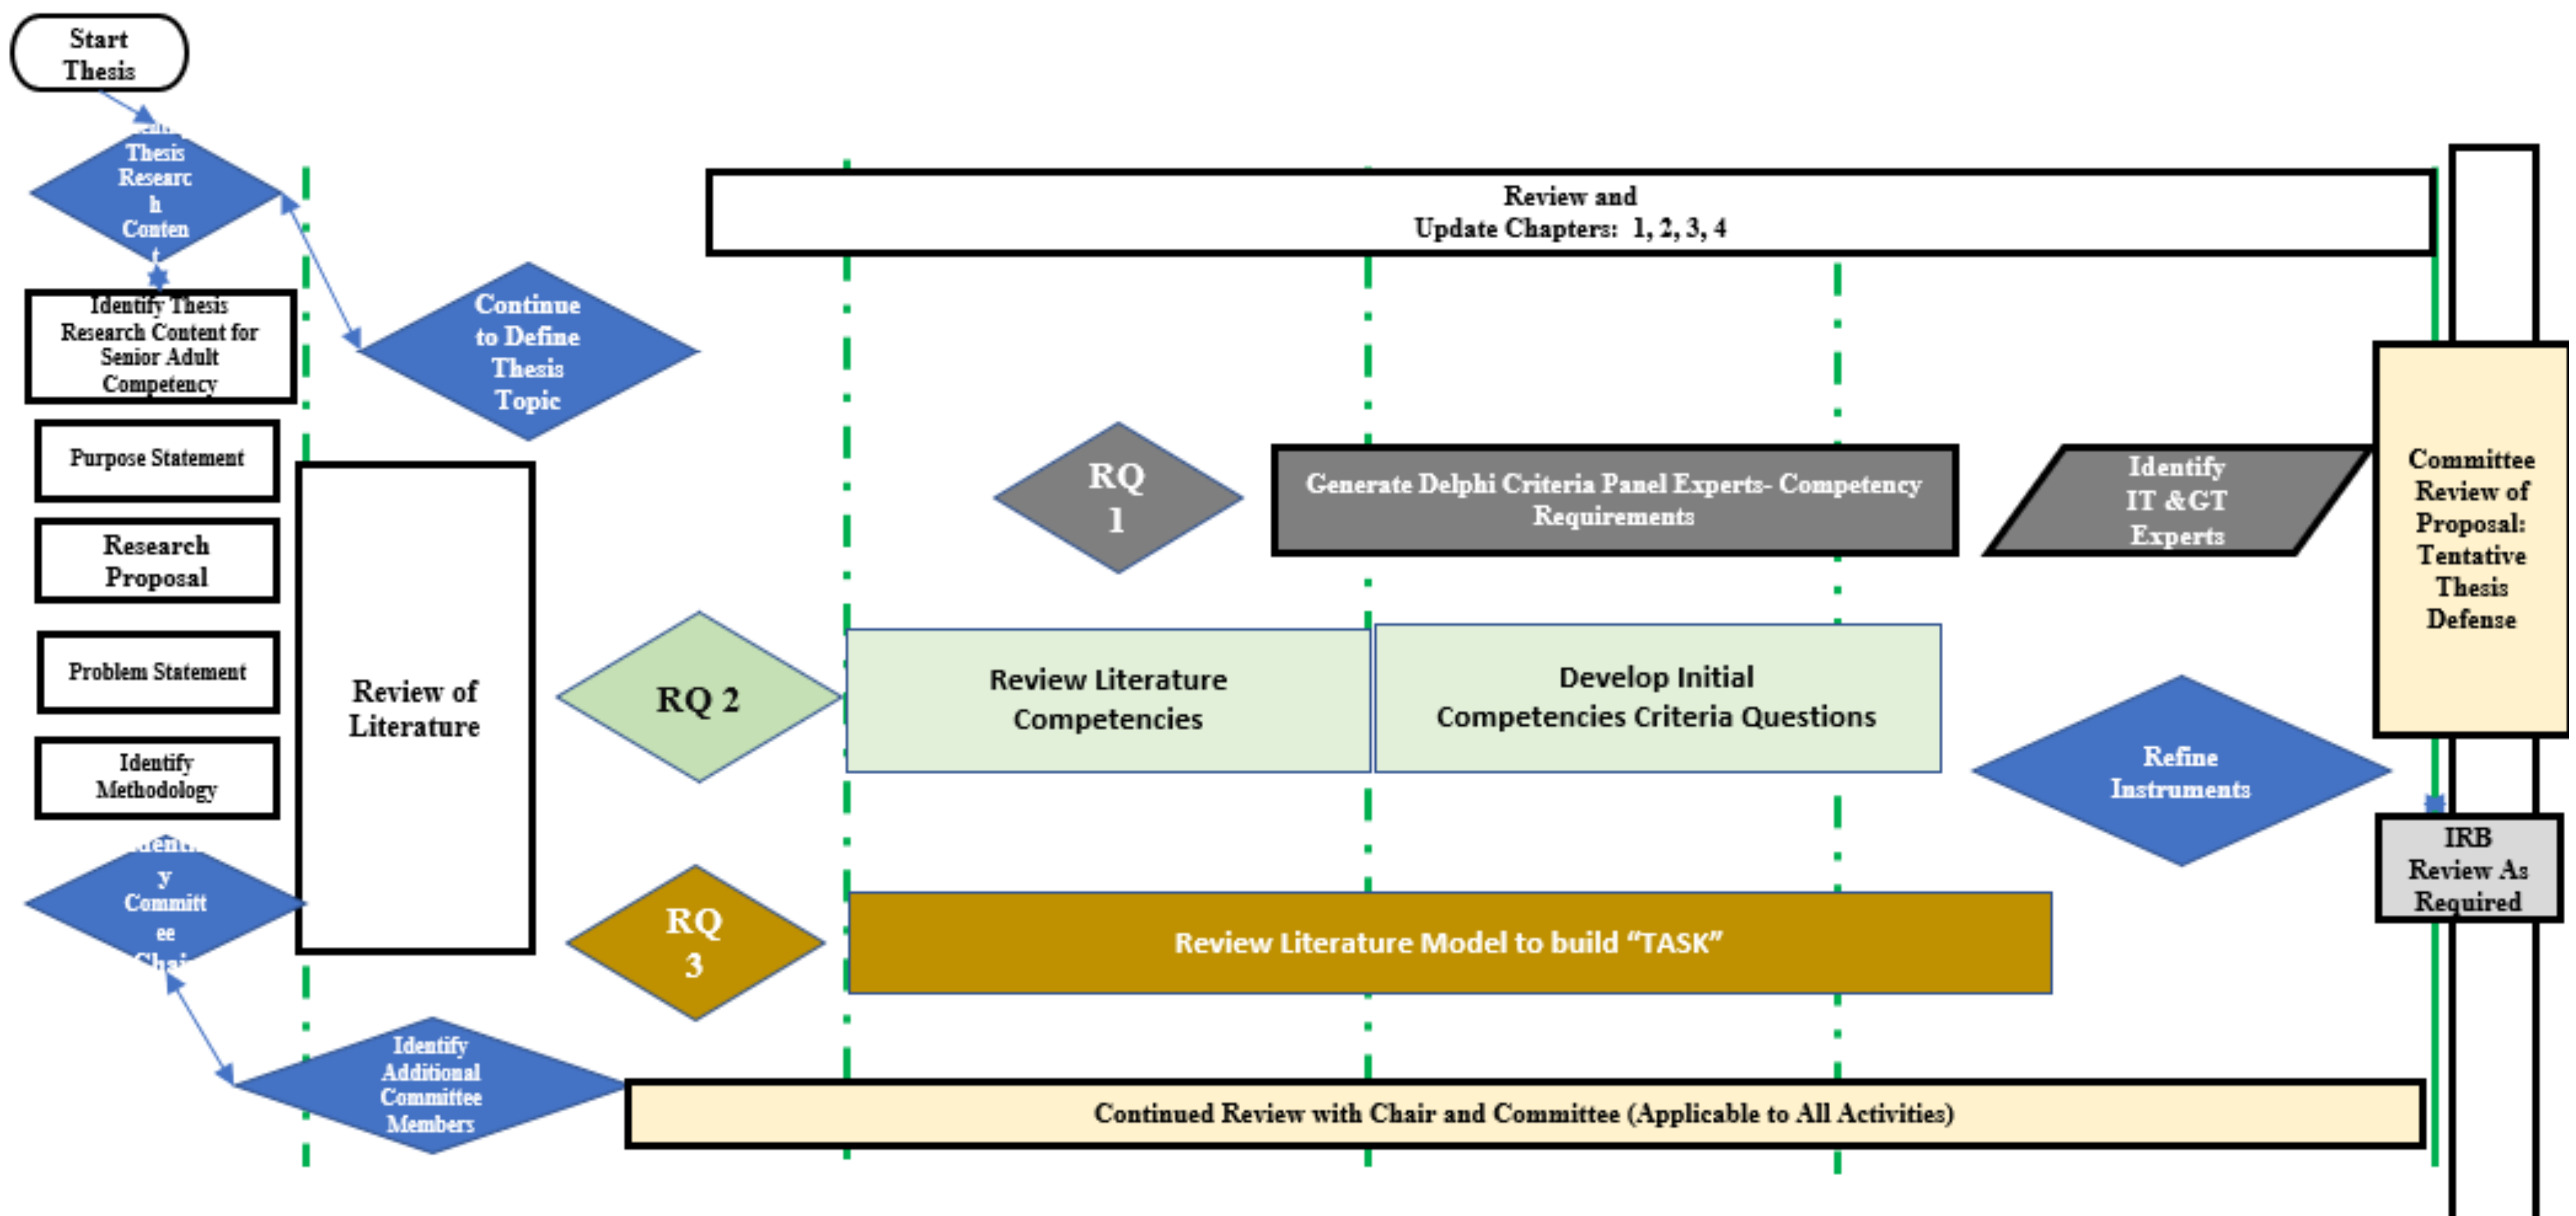 Start
Thesis
Thesis
Researc
h
Conten
t
Identify Thesis
Research Content for
Senior Adult
Competency
Purpose Statement
Research
Proposal
Problem Statement
Identify
Methodology
y
Committ
ee
Chair
Continue
to Define
Thesis
Topic
Review of
Literature
Identify
Additional
Committee
Members
Review and
Update Chapters:  1, 2, 3, 4
RQ
1
Generate Delphi Criteria Panel Experts- Competency
Requirements
Identify
IT &GT
Experts
RQ 2
Review Literature
Competencies
Develop Initial
Competencies Criteria Questions
Refine
Instruments
RQ
3
Review Literature Model to build “TASK”
Continued Review with Chair and Committee (Applicable to All Activities)
Committee
Review of
Proposal:
Tentative
Thesis
Defense
IRB
Review As
Required